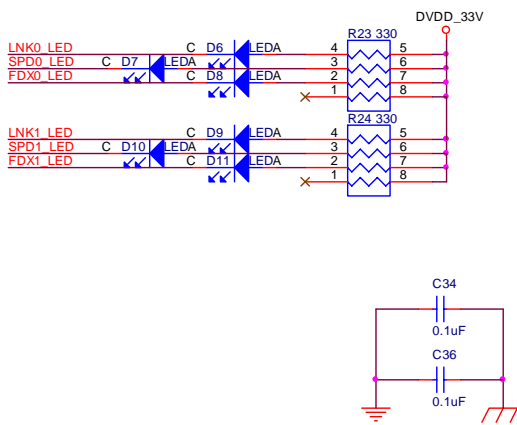 DVDD_33V
R23 330
LNK0_LED C D6 LEDA 4 5
SPD0_LED C D7 LEDA 3 6
FDX0_LED C D8 LEDA 2 7
1 8
R24 330
LNK1_LED C D9 LEDA 4 5
SPD1_LED C D10 LEDA 3 6
FDX1_LED C D11 LEDA 2 7
1 8
C34
0.1uF
C36
0.1uF